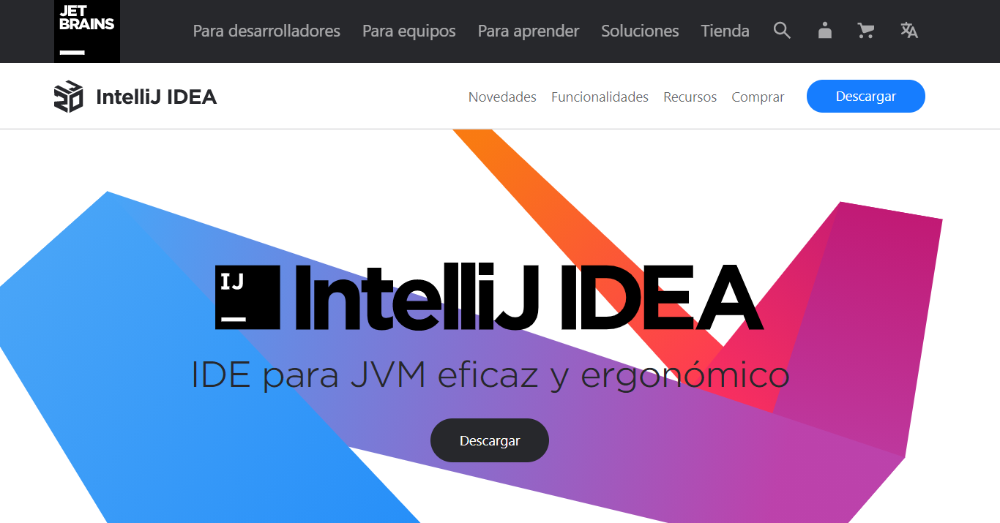 JET
BRAINS
Para desarrolladores Para equipos Para aprender Soluciones Tienda
IntelliJ IDEA
Novedades Funcionalidades Recursos Comprar Descargar
IJ
IntelliJ IDEA
IDE para JVM eficaz y ergonómico
Descargar